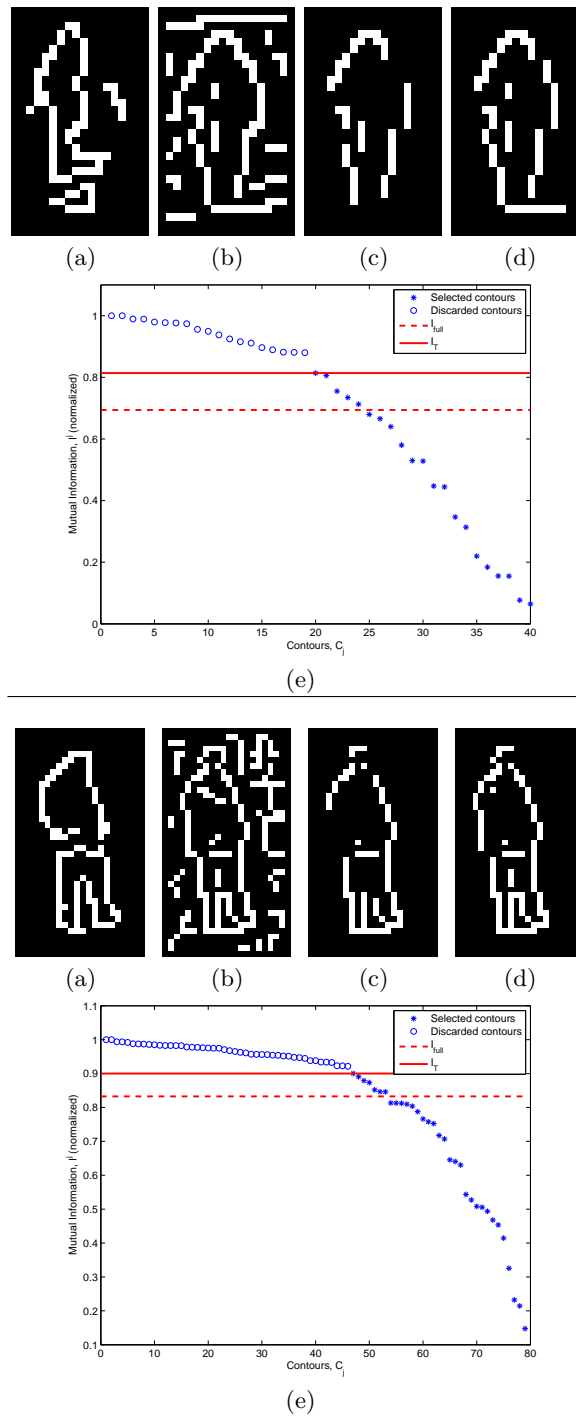 (a) (b) (c) (d)
Selected contours
Discarded contours
I_full
I_T
1
0.8
0.6
0.4
0.2
0
Mutual Information, I^j (normalized)
0 5 10 15 20 25 30 35 40
Contours, C_j
(e)
(a) (b) (c) (d)
Selected contours
Discarded contours
I_full
I_T
1.1
1
0.9
0.8
0.7
0.6
0.5
0.4
0.3
0.2
0.1
Mutual Information, I^j (normalized)
0 10 20 30 40 50 60 70 80
Contours, C_j
(e)